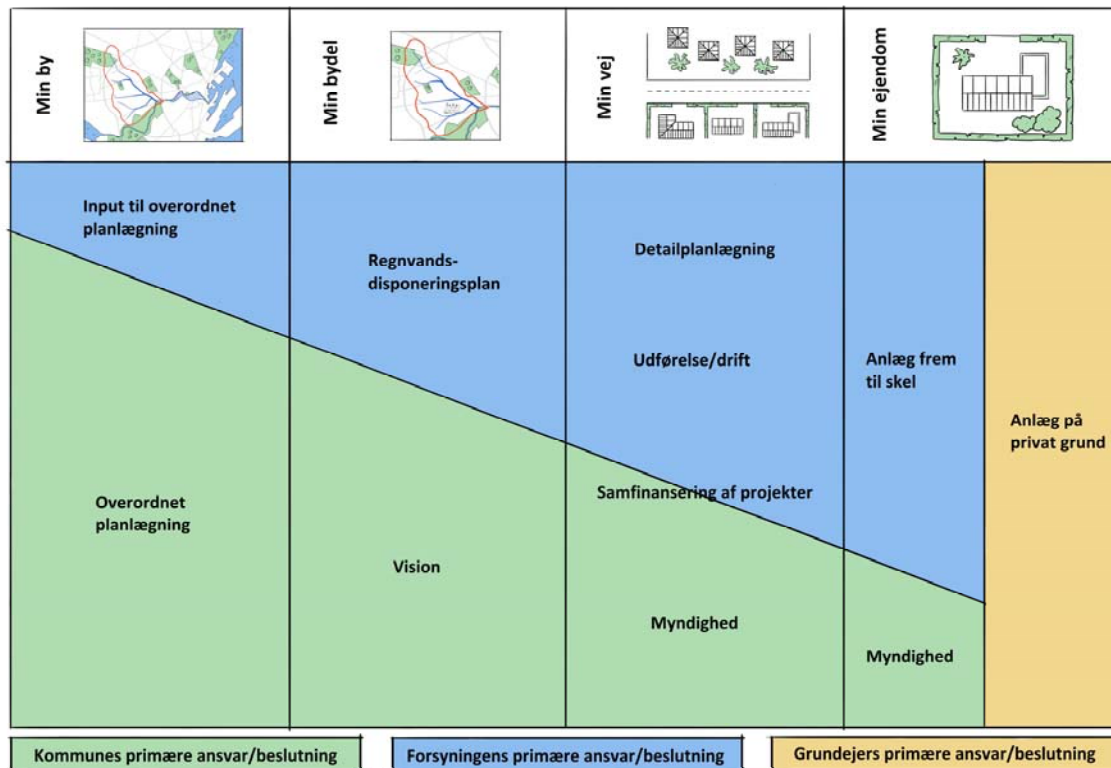 Min by
Min bydel
Min vej
Min ejendom
Input til overordnet
planlægning
Regnvands-
disponeringsplan
Detailplanlægning
Udførelse/drift
Anlæg frem
til skel
Anlæg på
privat grund
Samfinansering af projekter
Overordnet
planlægning
Vision
Myndighed
Myndighed
Kommunes primære ansvar/beslutning
Forsyningens primære ansvar/beslutning
Grundejers primære ansvar/beslutning